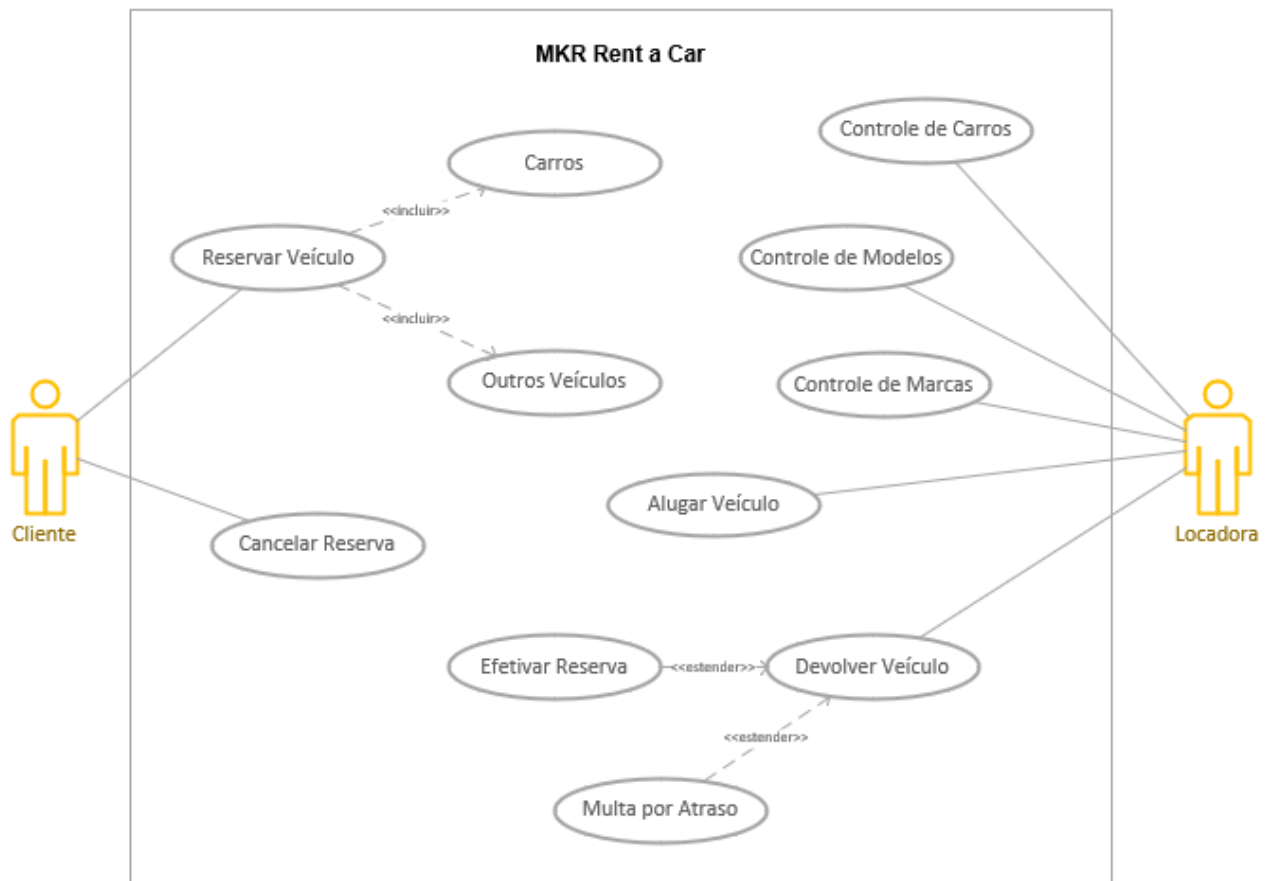 MKR Rent a Car
Controle de Carros
Carros
<<incluir>>
Reservar Veículo
Controle de Modelos
<<incluir>>
Outros Veículos
Controle de Marcas
Alugar Veículo
Cliente
Locadora
Cancelar Reserva
Efetivar Reserva
<<estender>>
Devolver Veículo
<<estender>>
Multa por Atraso